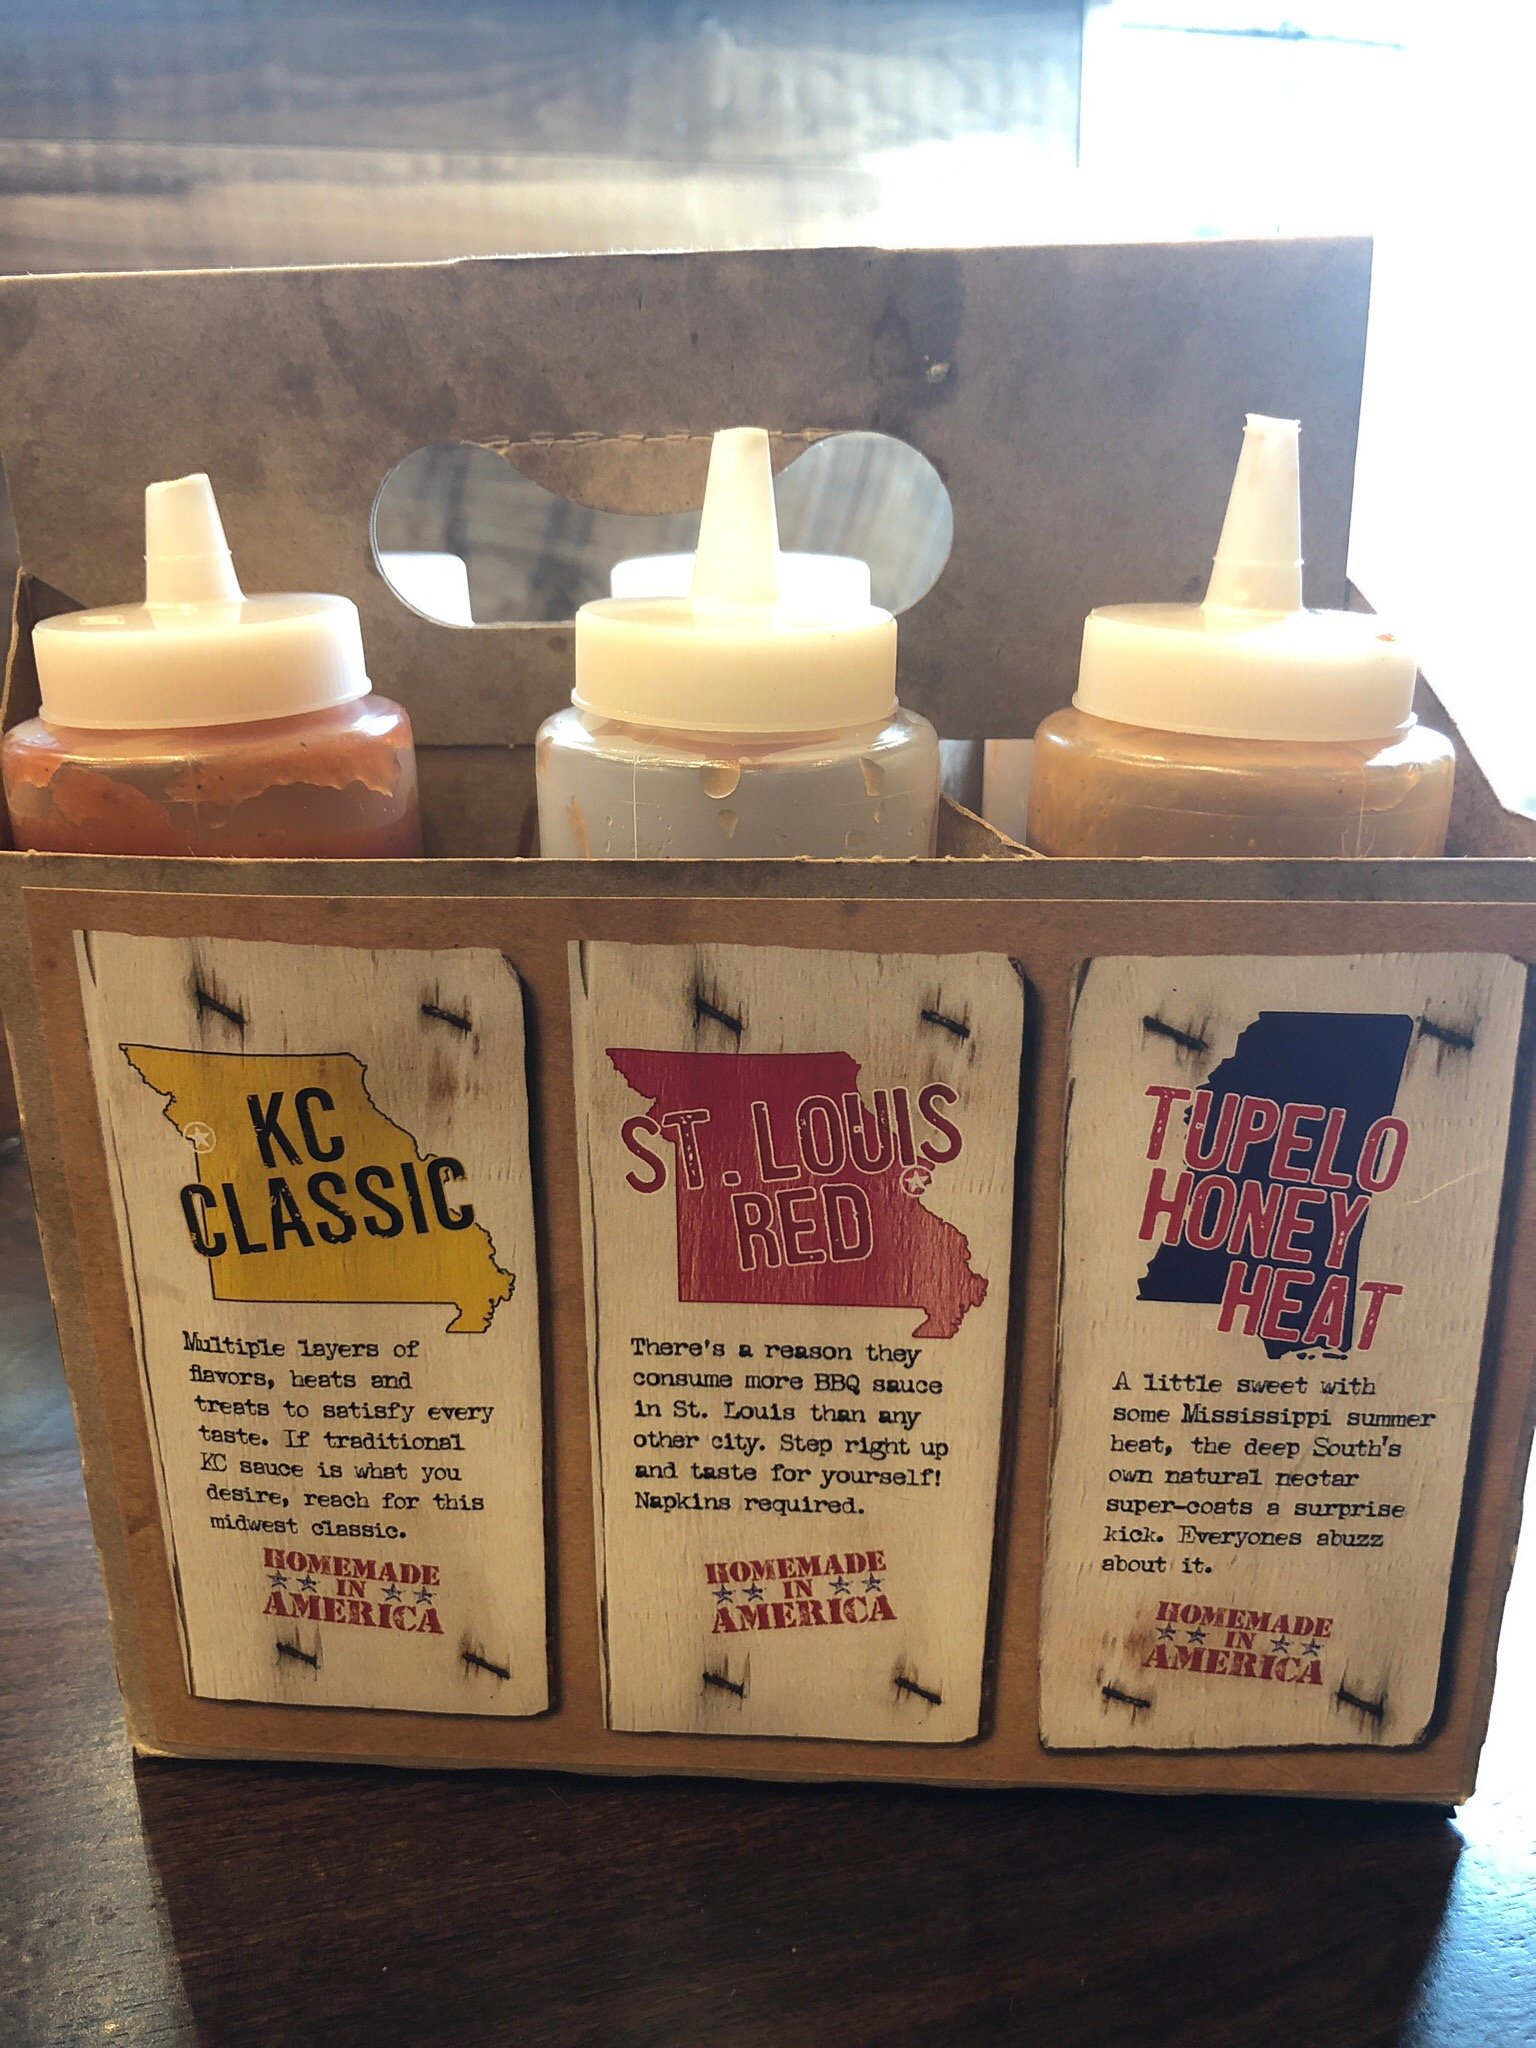 KC
CLASSIC
Multiple layers of
flavors, heats and
treats to satisfy every
taste. If traditional
KC sauce is what you
desire, reach for this
midwest classic.
HOMEMADE
IN
AMERICA
ST. LOUIS
RED
There's a reason they
consume more BBQ sauce
in St. Louis than any
other city. Step right up
and taste for yourself!
Napkins required.
HOMEMADE
IN
AMERICA
TUPELO
HONEY
HEAT
A little sweet with
some Mississippi summer
heat, the deep South's
own natural nectar
super-coats a surprise
kick. Everyones abuzz
about it.
HOMEMADE
IN
AMERICA